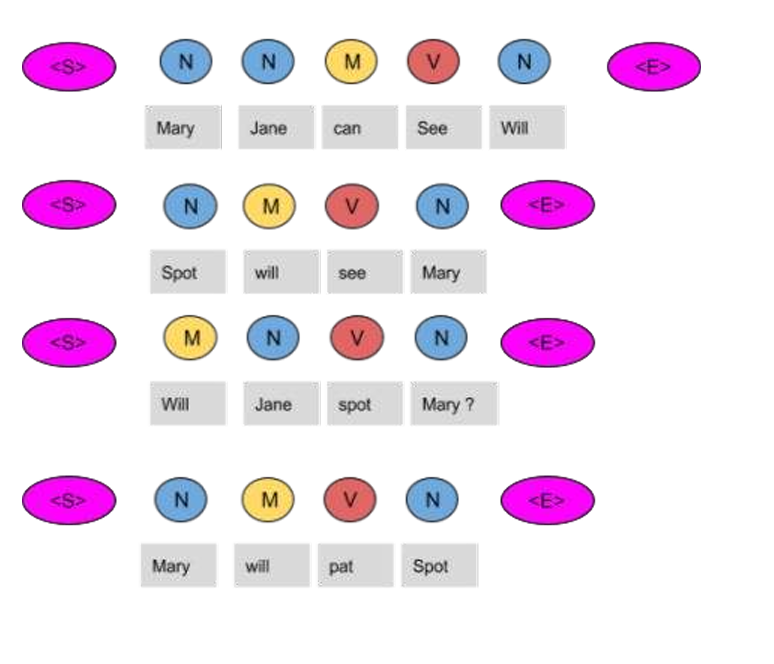 <S> N N M V N <E>
Mary Jane can See Will
<S> N M V N <E>
Spot will see Mary
<S> M N V N <E>
Will Jane spot Mary ?
<S> N M V N <E>
Mary will pat Spot